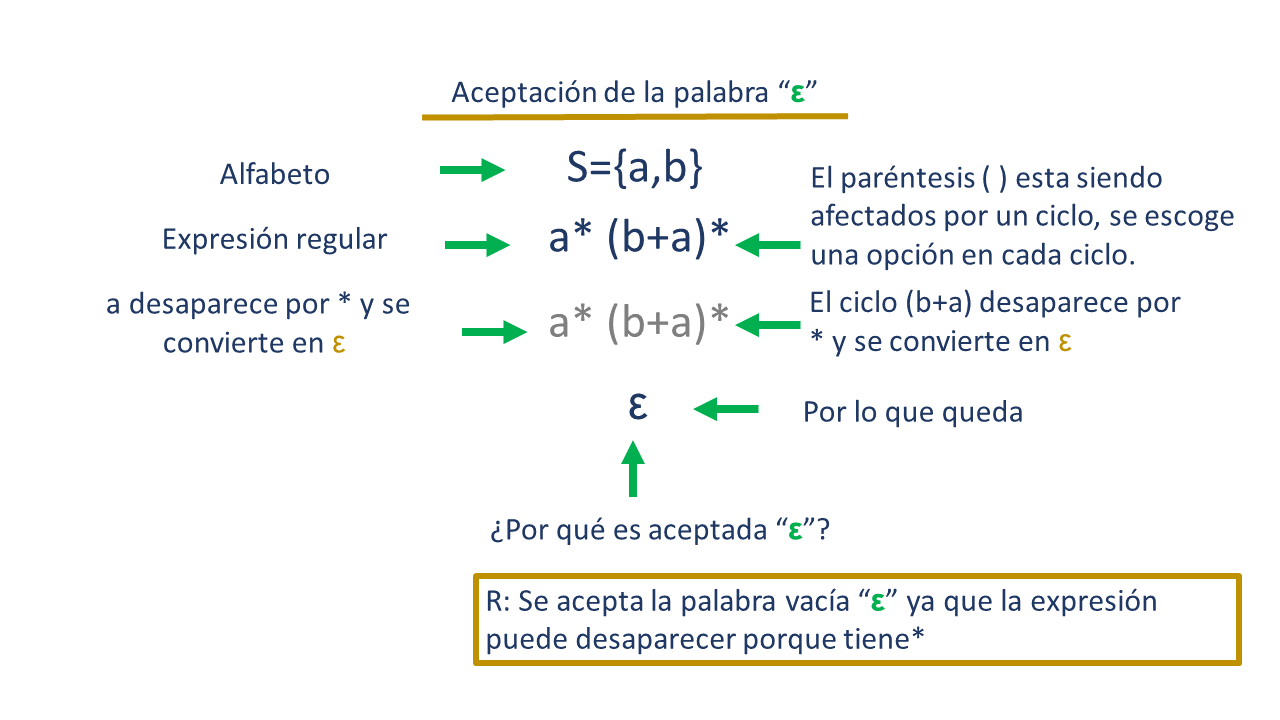 Aceptación de la palabra “ε”
Alfabeto
S={a,b}
El paréntesis ( ) esta siendo
afectados por un ciclo, se escoge
una opción en cada ciclo.
Expresión regular
a* (b+a)*
a desaparece por * y se
convierte en ε
a* (b+a)*
El ciclo (b+a) desaparece por
* y se convierte en ε
ε
Por lo que queda
¿Por qué es aceptada “ε”?
R: Se acepta la palabra vacía “ε” ya que la expresión
puede desaparecer porque tiene*